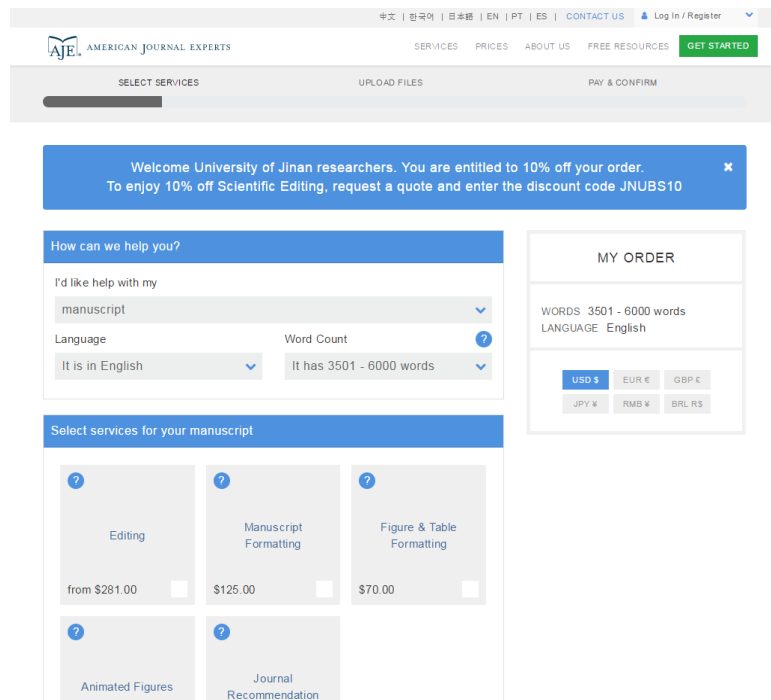 中文 | 한국어 | 日本語 | EN | PT | ES | CONTACT US Log In / Register
AJE. AMERICAN JOURNAL EXPERTS SERVICES PRICES ABOUT US FREE RESOURCES GET STARTED
SELECT SERVICES UPLOAD FILES PAY & CONFIRM
Welcome University of Jinan researchers. You are entitled to 10% off your order.
To enjoy 10% off Scientific Editing, request a quote and enter the discount code JNUBS10
How can we help you?
I'd like help with my
manuscript
Language Word Count ?
It is in English It has 3501 - 6000 words
MY ORDER
WORDS 3501 - 6000 words
LANGUAGE English
USD $ EUR € GBP £
JPY ¥ RMB ¥ BRL R$
Select services for your manuscript
? ? ?
Editing
Manuscript
Formatting
Figure & Table
Formatting
from $281.00 $125.00 $70.00
? ?
Animated Figures
Journal
Recommendation